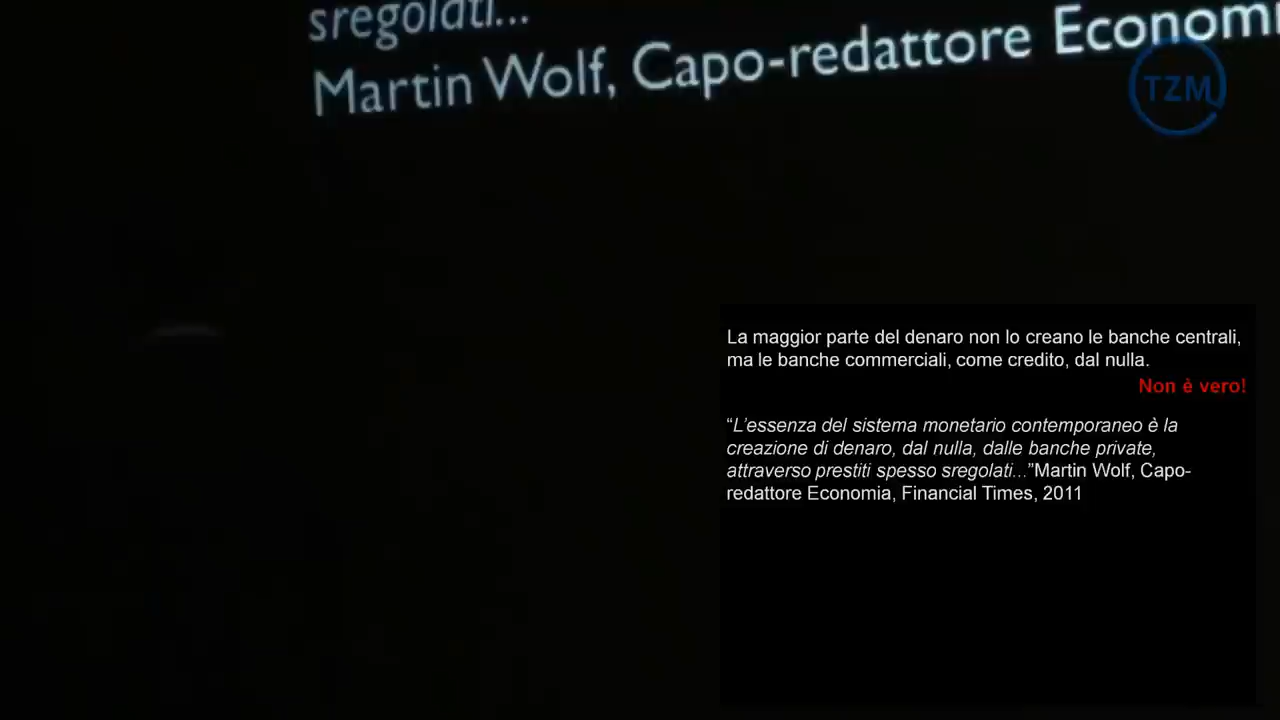 sregolati...
Martin Wolf, Capo-redattore Economi
TZM
La maggior parte del denaro non lo creano le banche centrali,
ma le banche commerciali, come credito, dal nulla.
Non è vero!
“L’essenza del sistema monetario contemporaneo è la
creazione di denaro, dal nulla, dalle banche private,
attraverso prestiti spesso sregolati...”Martin Wolf, Capo-
redattore Economia, Financial Times, 2011